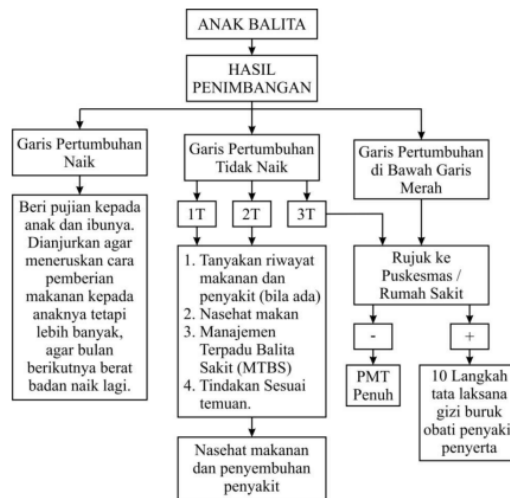 ANAK BALITA
HASIL
PENIMBANGAN
Garis Pertumbuhan
Naik
Garis Pertumbuhan
Tidak Naik
Garis Pertumbuhan
di Bawah Garis
Merah
1T
2T
3T
Beri pujian kepada
anak dan ibunya.
Dianjurkan agar
meneruskan cara
pemberian
makanan kepada
anaknya tetapi
lebih banyak,
agar bulan
berikutnya berat
badan naik lagi.
1. Tanyakan riwayat
makanan dan
penyakit (bila ada)
2. Nasehat makan
3. Manajemen
Terpadu Balita
Sakit (MTBS)
4. Tindakan Sesuai
temuan.
Rujuk ke
Puskesmas /
Rumah Sakit
-
+
PMT
Penuh
10 Langkah
tata laksana
gizi buruk
obati penyaki
penyerta
Nasehat makanan
dan penyembuhan
penyakit